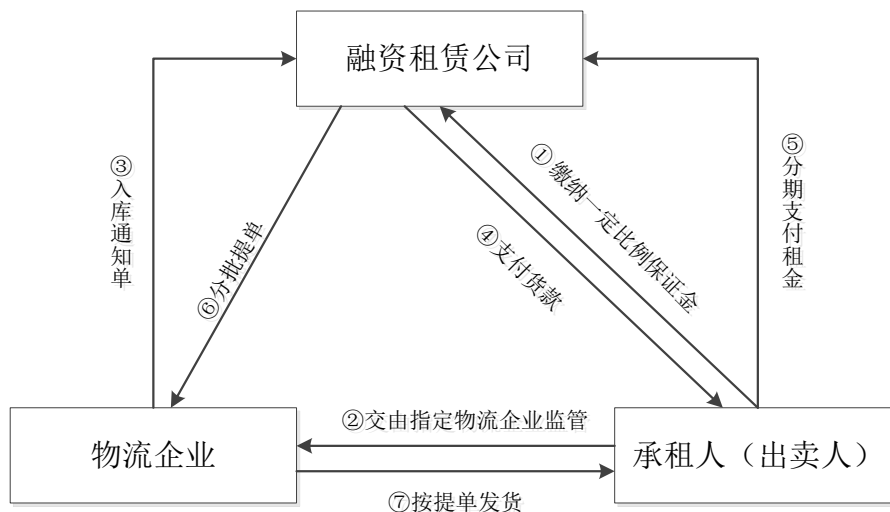 融资租赁公司
③入库通知单
⑥分批提单
④支付货款
① 缴纳一定比例保证金
⑤分期支付租金
物流企业
②交由指定物流企业监管
承租人（出卖人）
⑦按提单发货